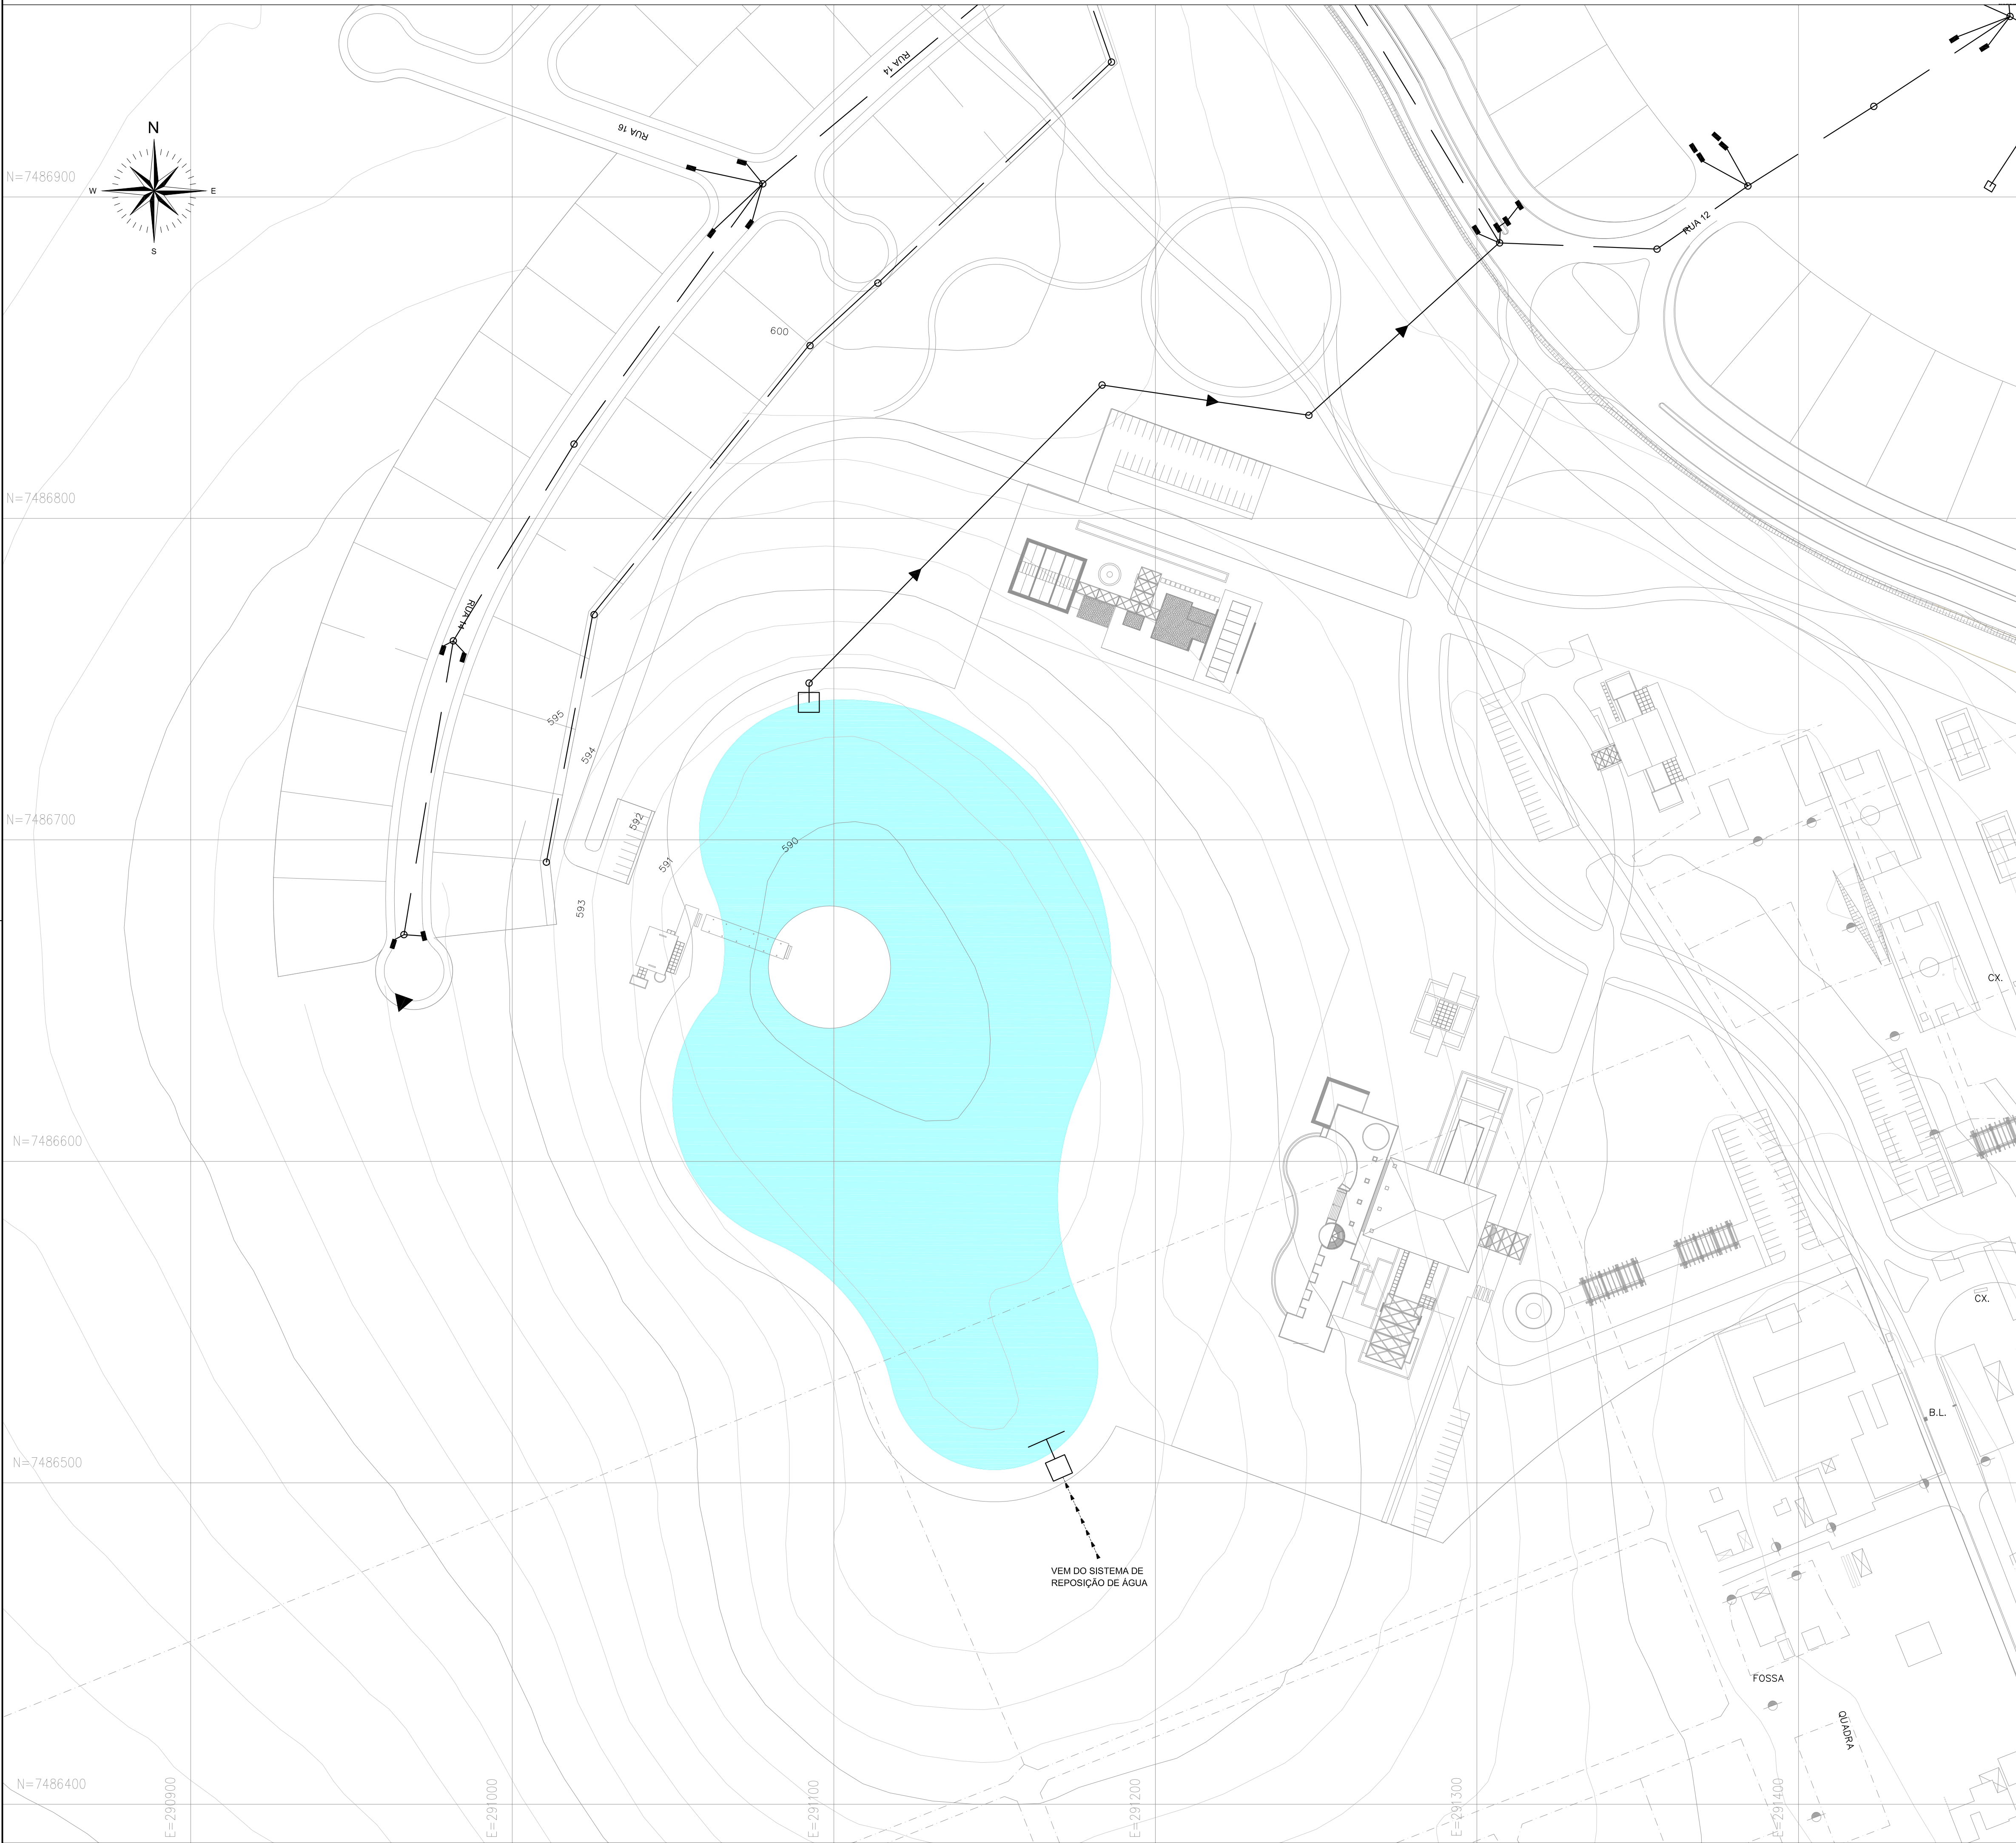 RUA 14
RUA 16
N
W
E
S
N=7486900
RUA 12
600
N=7486800
RUA 14
595
594
N=7486700
592
590
591
593
CX.
N=7486600
CX.
B.L.
N=7486500
VEM DO SISTEMA DE
REPOSIÇÃO DE ÁGUA
FOSSA
QUADRA
N=7486400
E=290900
E=291000
E=291100
E=291200
E=291300
E=291400